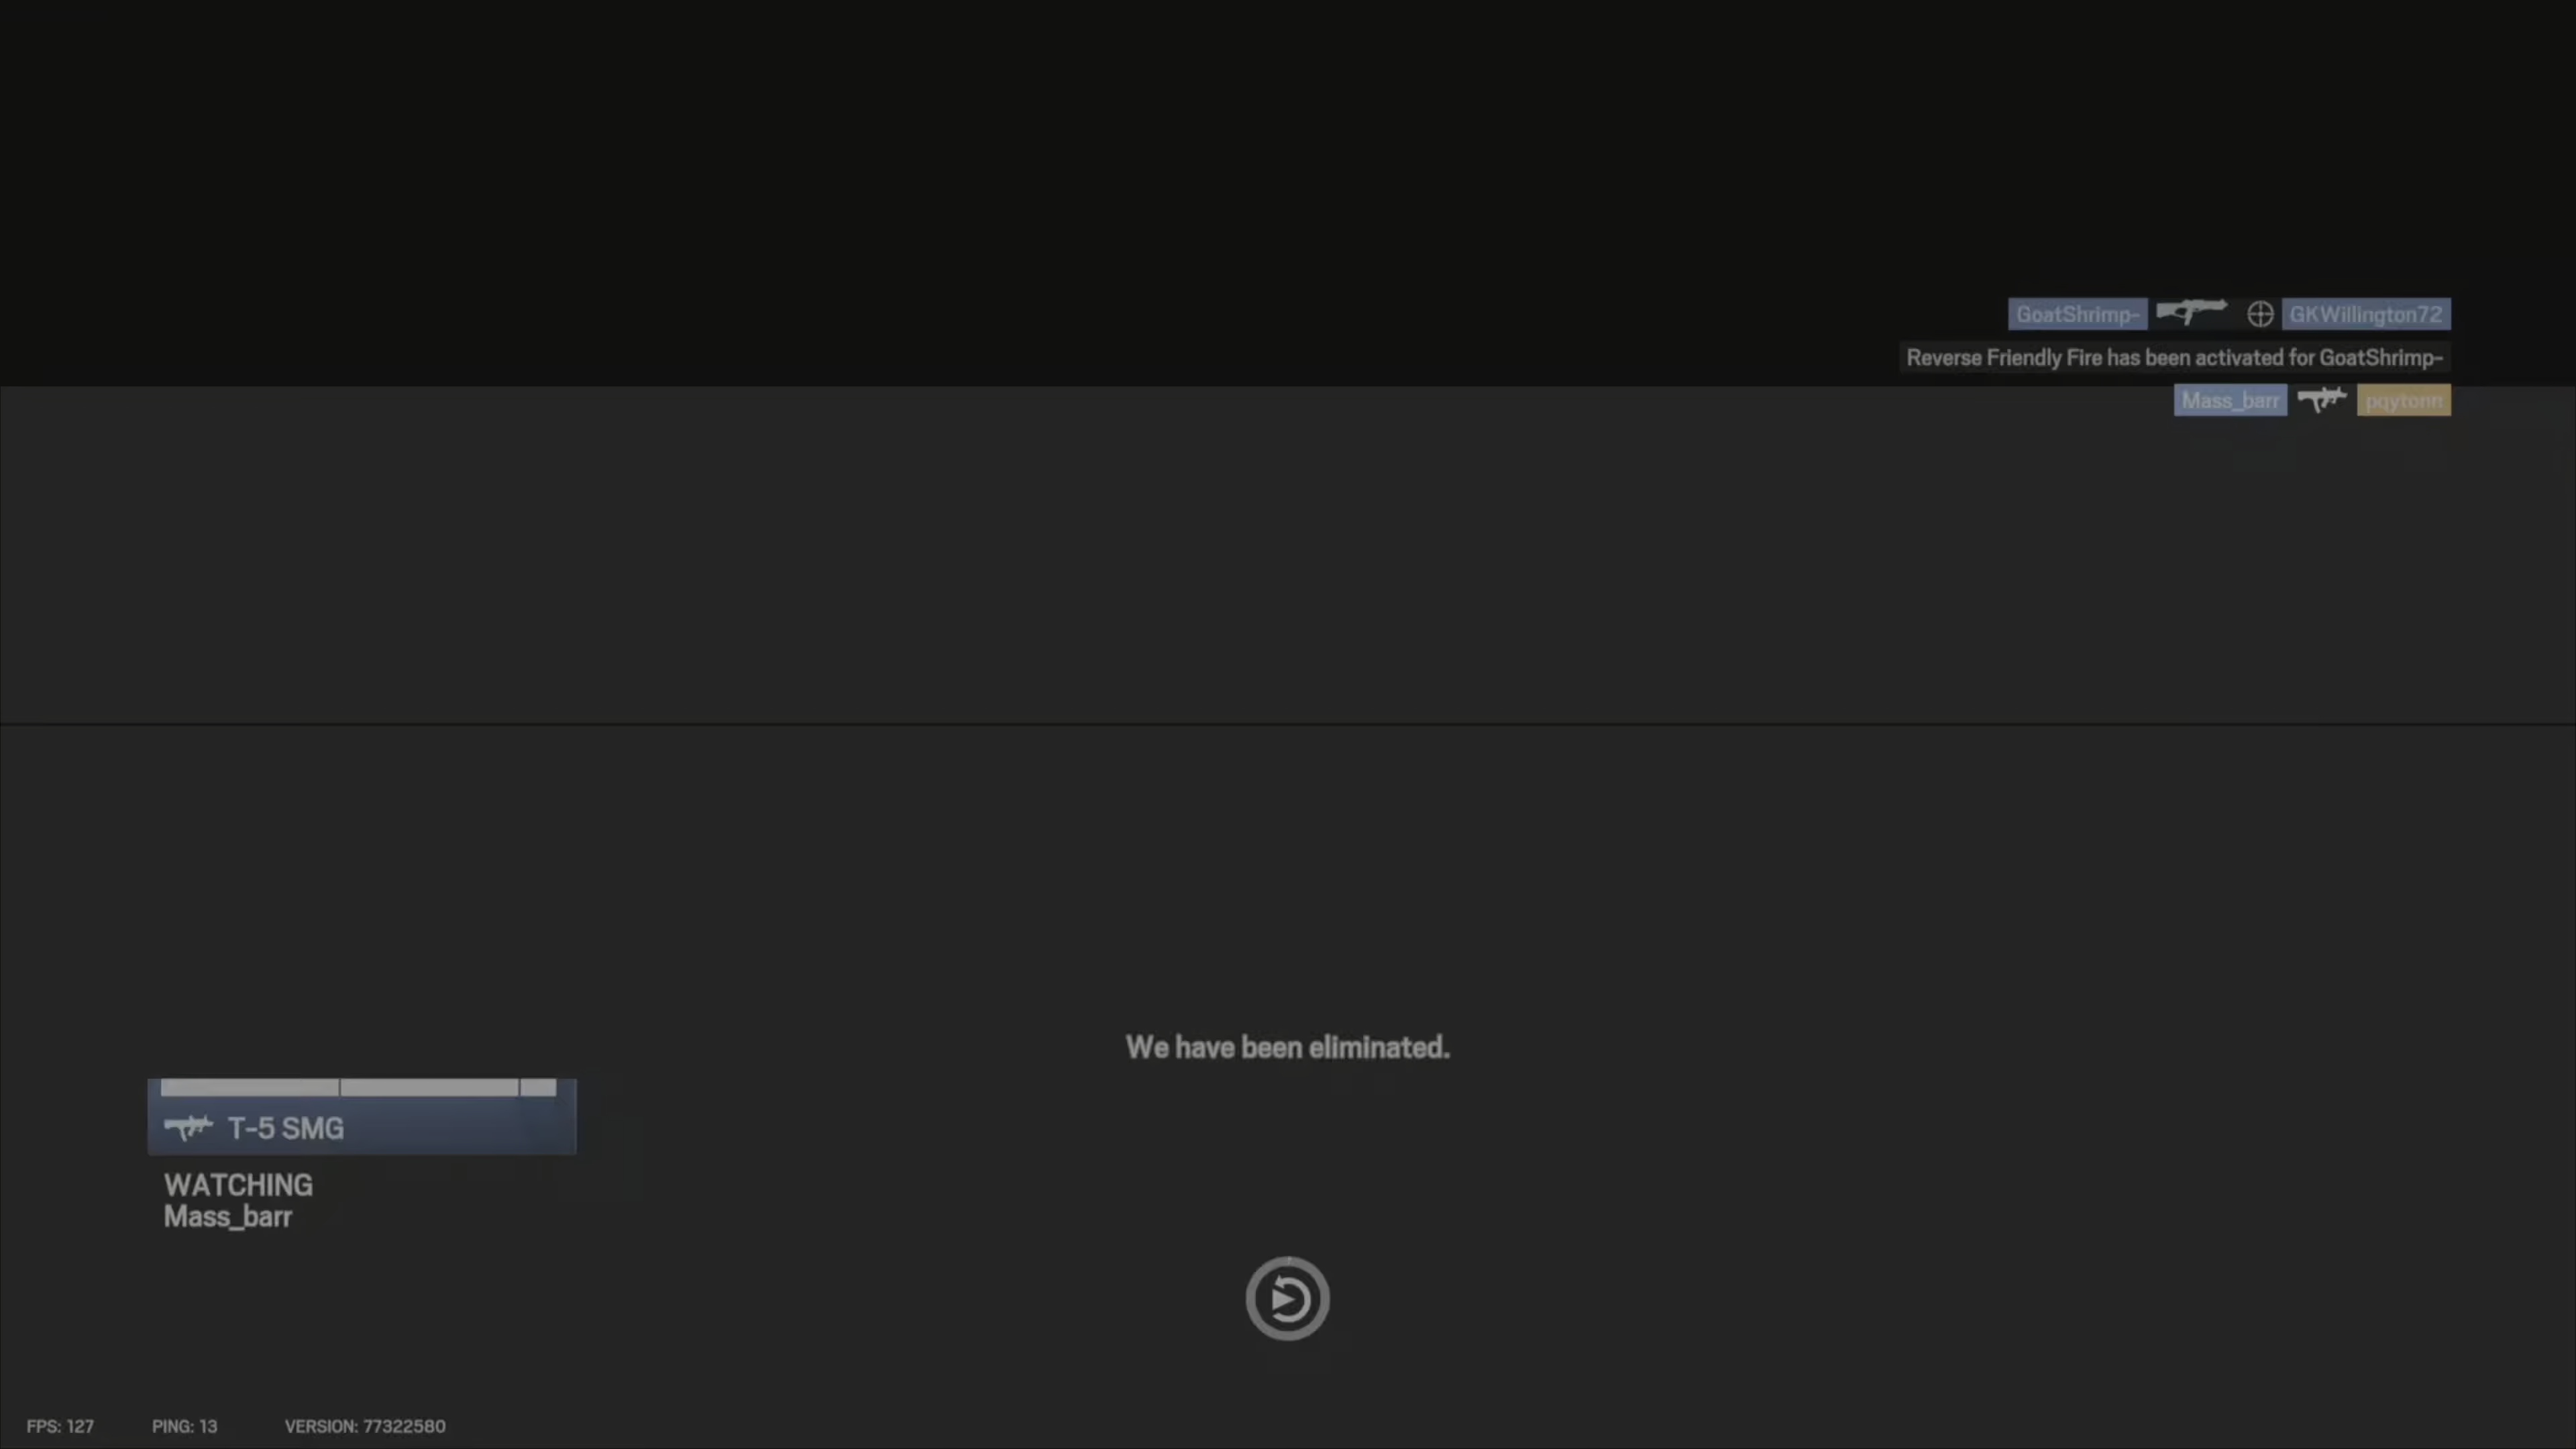 GoatShrimp- GKWillington72
Reverse Friendly Fire has been activated for GoatShrimp-
Mass_barr pqytonn
We have been eliminated.
T-5 SMG
WATCHING
Mass_barr
FPS: 127 PING: 13 VERSION: 77322580